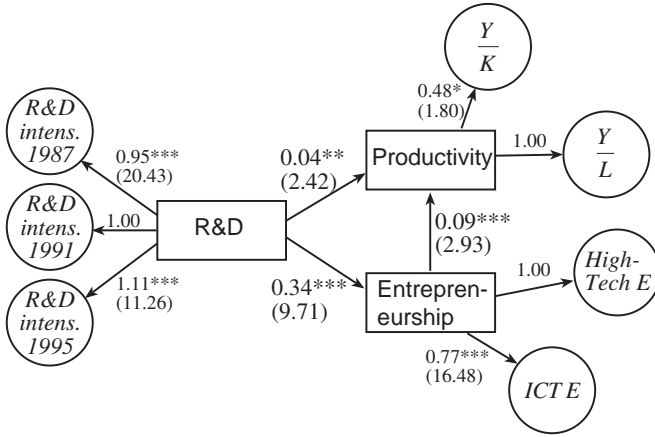 R&D
intens.
1987
R&D
intens.
1991
R&D
intens.
1995
0.95***
(20.43)
1.00
1.11***
(11.26)
R&D
0.04**
(2.42)
0.34***
(9.71)
Productivity
0.09***
(2.93)
Entrepren-
eurship
0.48*
(1.80)
Y
K
1.00
Y
L
1.00
High-
Tech E
0.77***
(16.48)
ICT E